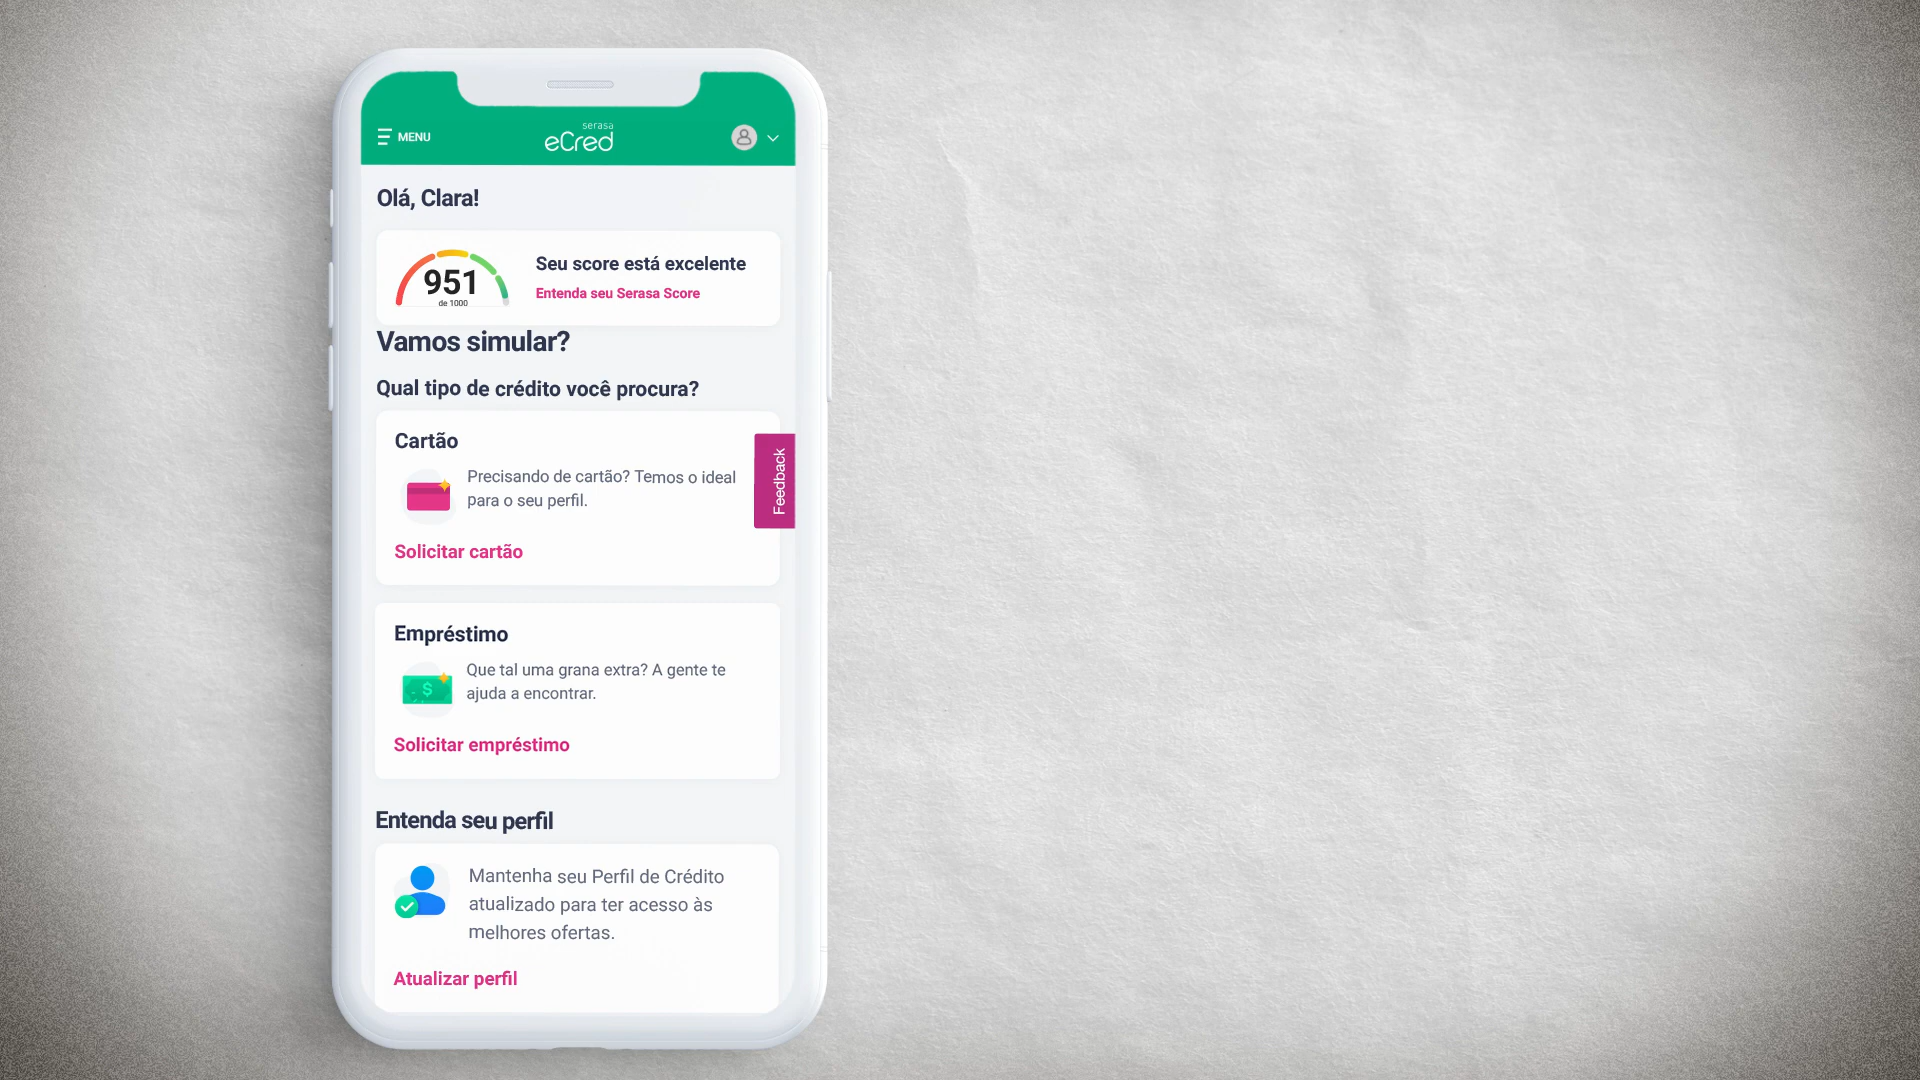 MENU
serasa
eCred
Olá, Clara!
951
de 1000
Seu score está excelente
Entenda seu Serasa Score
Vamos simular?
Qual tipo de crédito você procura?
Cartão
Precisando de cartão? Temos o ideal
para o seu perfil.
Solicitar cartão
Feedback
Empréstimo
$
Que tal uma grana extra? A gente te
ajuda a encontrar.
Solicitar empréstimo
Entenda seu perfil
Mantenha seu Perfil de Crédito
atualizado para ter acesso às
melhores ofertas.
Atualizar perfil